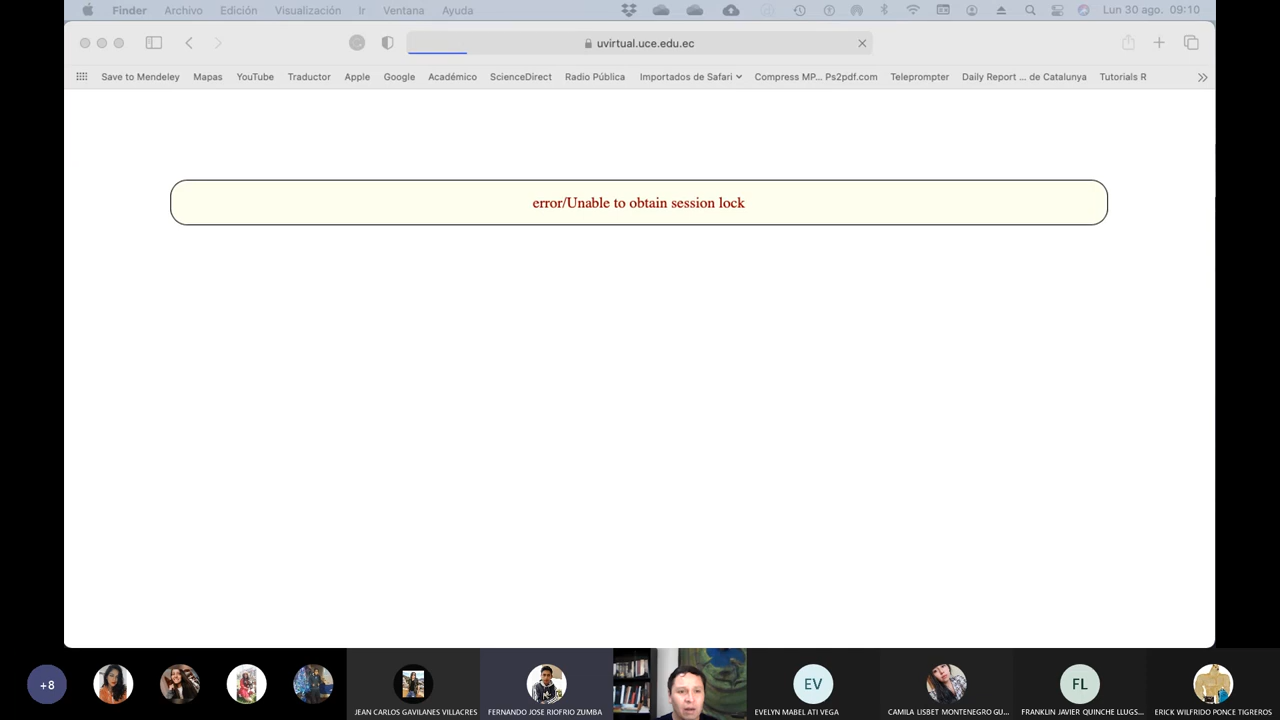 Finder Archivo Edición Visualización Ir Ventana Ayuda Lun 30 ago. 09:10
uvirtual.uce.edu.ec
Save to Mendeley Mapas YouTube Traductor Apple Google Académico ScienceDirect Radio Pública Importados de Safari Compress MP... Ps2pdf.com Teleprompter Daily Report ... de Catalunya Tutorials R
error/Unable to obtain session lock
+8 EV FL
JEAN CARLOS GAVILANES VILLACRES FERNANDO JOSE RIOFRIO ZUMBA EVELYN MABEL ATI VEGA CAMILA LISBET MONTENEGRO GU... FRANKLIN JAVIER QUINCHE LLUGS... ERICK WILFRIDO PONCE TIGREROS